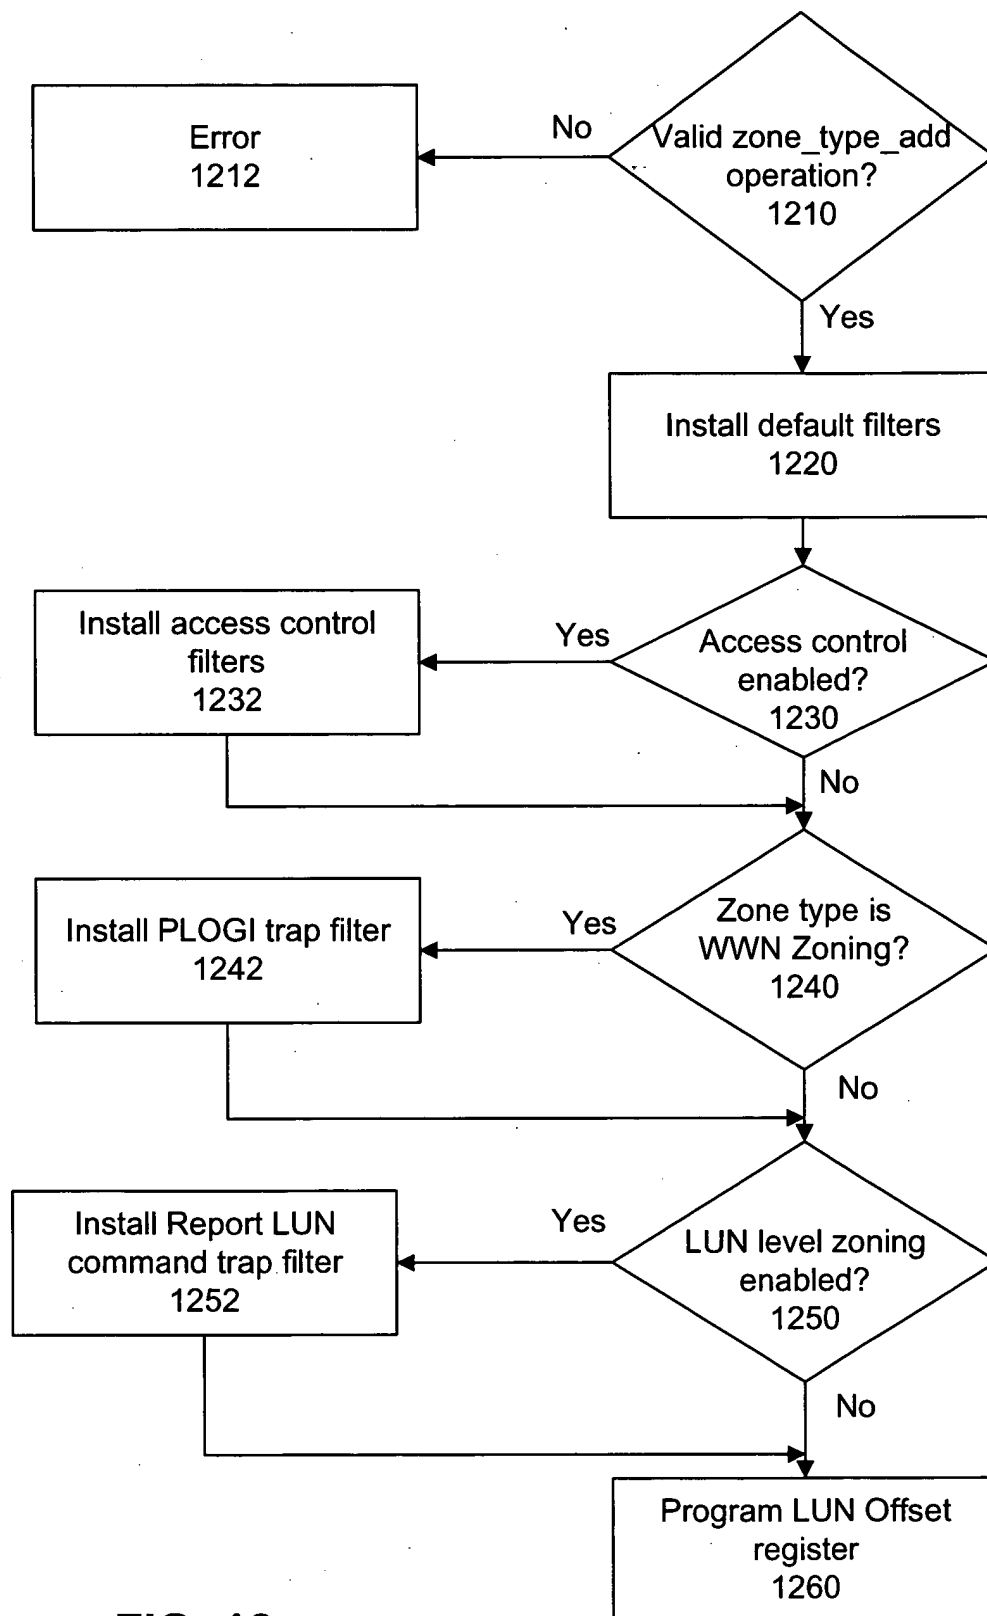 Valid zone_type_add
operation?
1210
No
Error
1212
Yes
Install default filters
1220
Access control
enabled?
1230
Yes
Install access control
filters
1232
No
Zone type is
WWN Zoning?
1240
Yes
Install PLOGI trap filter
1242
No
LUN level zoning
enabled?
1250
Yes
Install Report LUN
command trap filter
1252
No
Program LUN Offset
register
1260